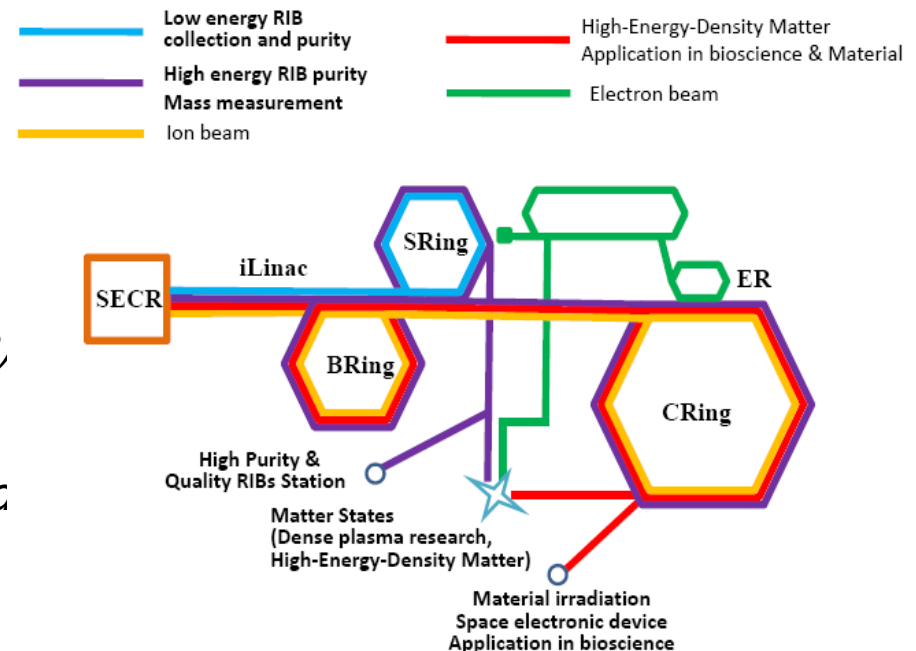 Low energy RIB
collection and purity
High energy RIB purity
Mass measurement
Ion beam
High-Energy-Density Matter
Application in bioscience & Material
Electron beam
SRing
iLinac
SECR
ER
BRing
CRing
High Purity &
Quality RIBs Station
Matter States
(Dense plasma research,
High-Energy-Density Matter)
Material irradiation
Space electronic device
Application in bioscience